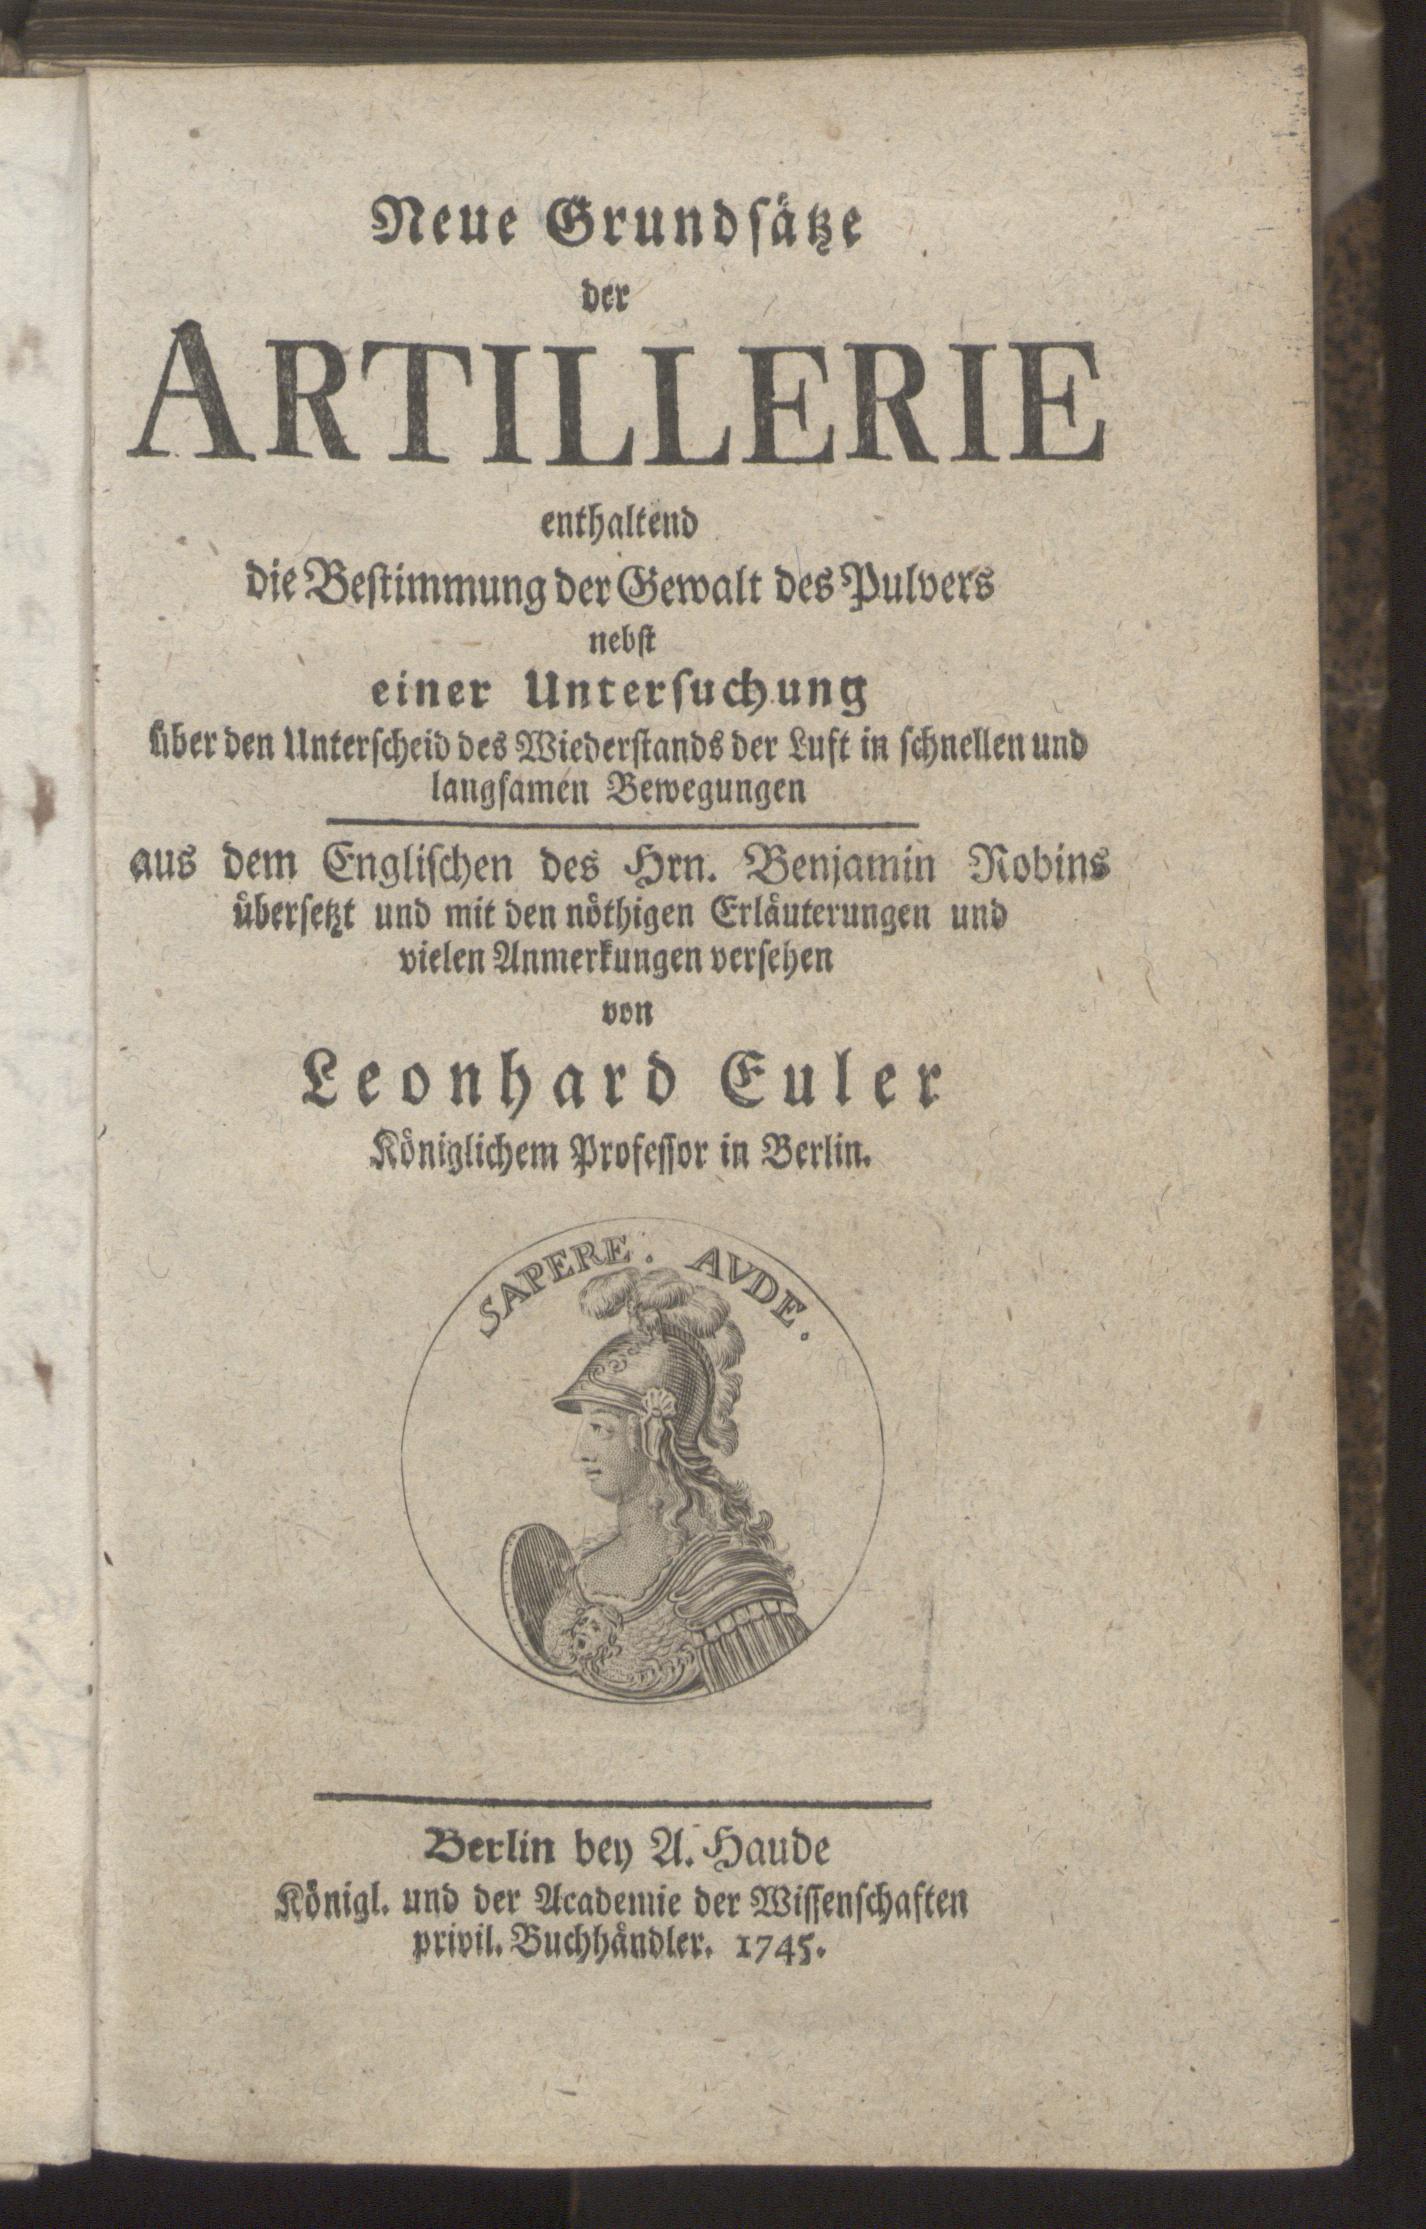 Neue Grundſätze
der
ARTILLERIE
enthaltend
die Beſtimmung der Gewalt des Pulvers
nebſt
einer Unterſuchung
über den Unterſcheid des Wiederſtands der Luft in ſchnellen und
langſamen Bewegungen
aus dem Engliſchen des Hrn. Benjamin Robins
überſetzt und mit den nöthigen Erläuterungen und
vielen Anmerkungen verſehen
von
Leonhard Euler
Königlichem Profeſſor in Berlin.
SAPERE. AVDE.
Berlin bey A. Haude
Königl. und der Academie der Wiſſenſchaften
privil. Buchhändler. 1745.